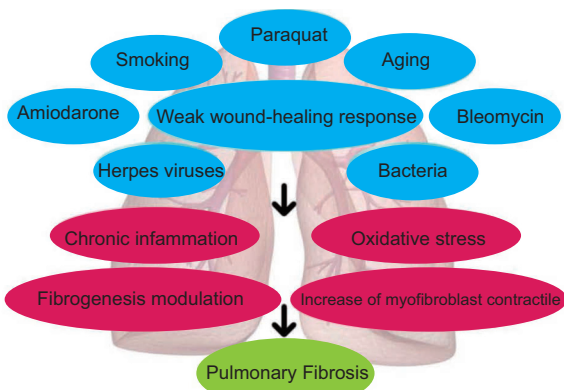 Paraquat
Smoking
Aging
Amiodarone
Weak wound-healing response
Bleomycin
Herpes viruses
Bacteria
Chronic infammation
Oxidative stress
Fibrogenesis modulation
Increase of myofibroblast contractile
Pulmonary Fibrosis